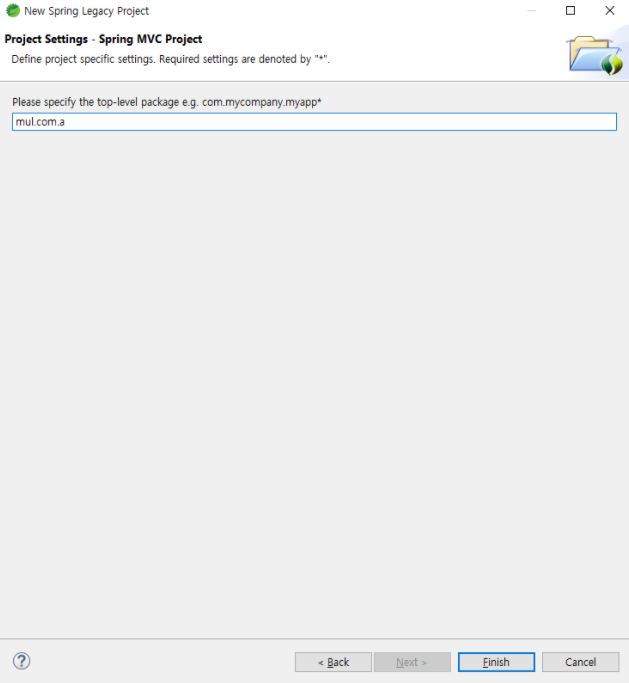 New Spring Legacy Project
Project Settings - Spring MVC Project
Define project specific settings. Required settings are denoted by "*".
Please specify the top-level package e.g. com.mycompany.myapp*
mul.com.a
?
< Back Next > Finish Cancel